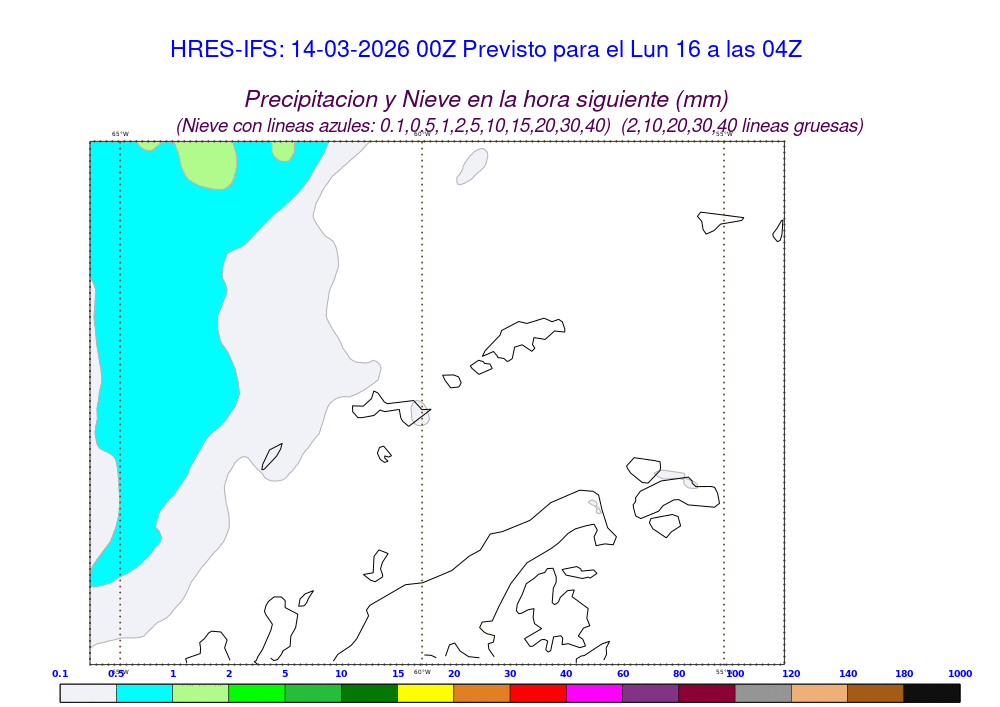 HRES-IFS: 14-03-2026 00Z Previsto para el Lun 16 a las 04Z
Precipitacion y Nieve en la hora siguiente (mm)
(Nieve con lineas azules: 0.1,0.5,1,2,5,10,15,20,30,40) (2,10,20,30,40 lineas gruesas)
65°W 60°W 55°W
65°W 60°W 55°W
0.1 0.5 1 2 5 10 15 20 30 40 60 80 100 120 140 180 1000